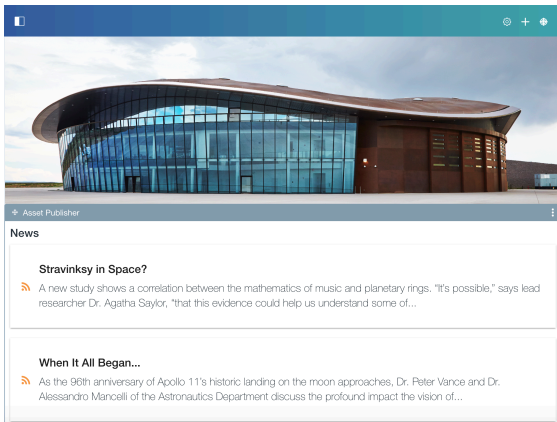 Asset Publisher
News
Stravinksy in Space?
A new study shows a correlation between the mathematics of music and planetary rings. "It's possible," says lead
researcher Dr. Agatha Saylor, "that this evidence could help us understand some of...
When It All Began...
As the 96th anniversary of Apollo 11's historic landing on the moon approaches, Dr. Peter Vance and Dr.
Alessandro Mancelli of the Astronautics Department discuss the profound impact the vision of...